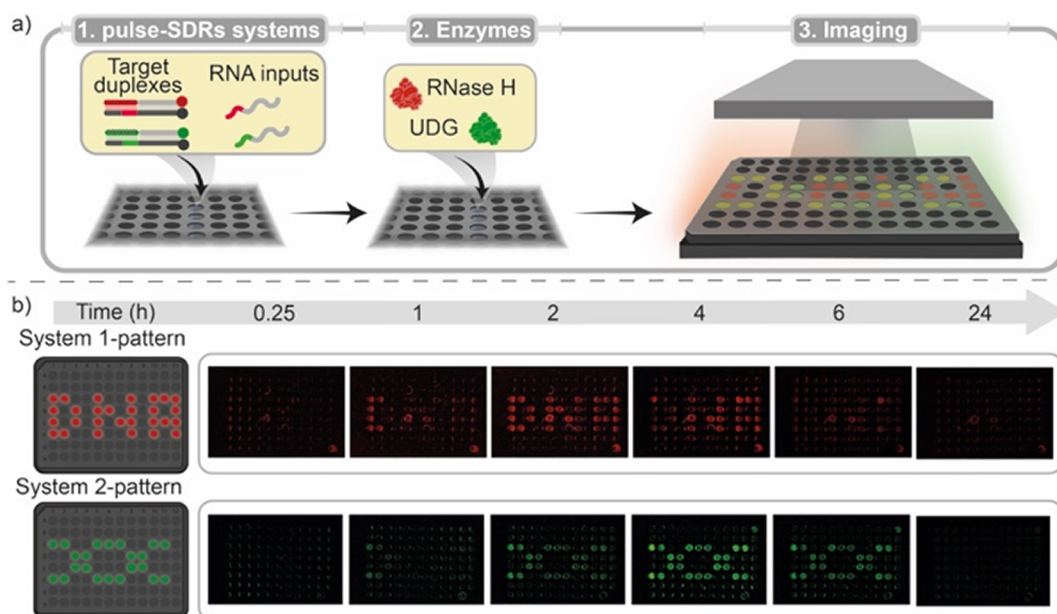 a)
1. pulse-SDRs systems
2. Enzymes
3. Imaging
Target
duplexes
RNA inputs
RNase H
UDG
b)
Time (h) 0.25 1 2 4 6 24
System 1-pattern
DNA
System 2-pattern